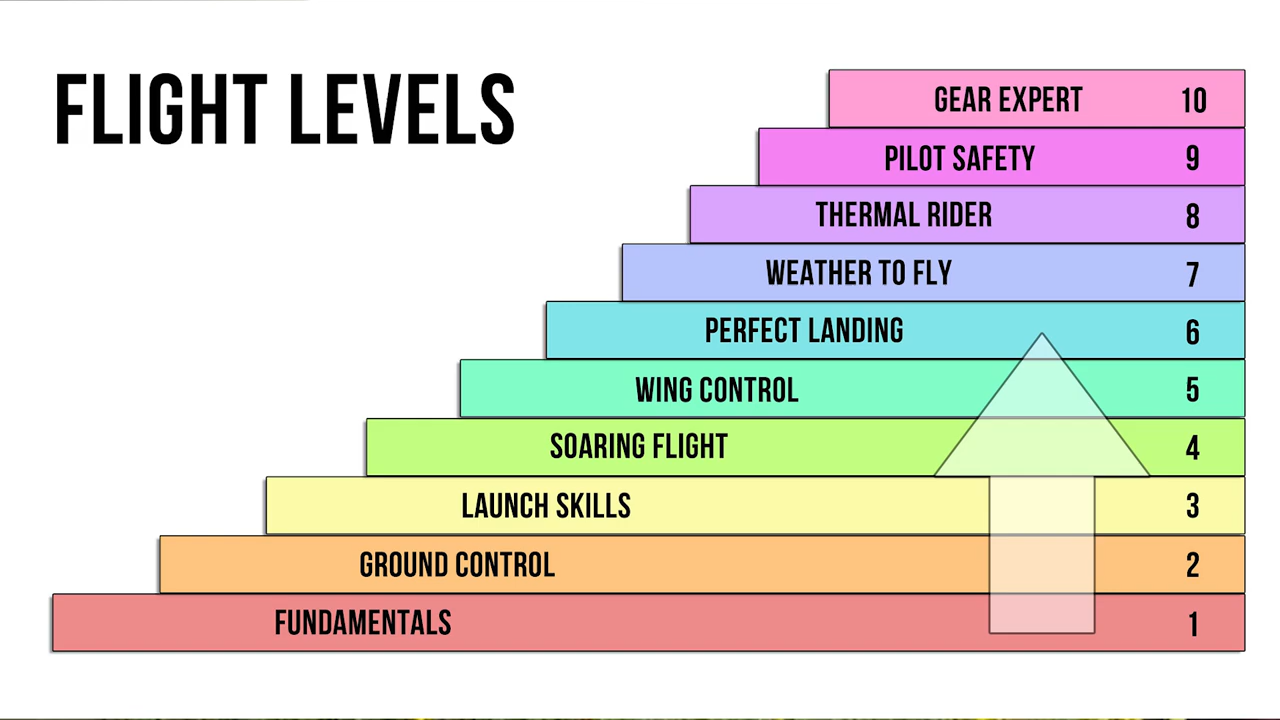 FLIGHT LEVELS
GEAR EXPERT 10
PILOT SAFETY 9
THERMAL RIDER 8
WEATHER TO FLY 7
PERFECT LANDING 6
WING CONTROL 5
SOARING FLIGHT 4
LAUNCH SKILLS 3
GROUND CONTROL 2
FUNDAMENTALS 1